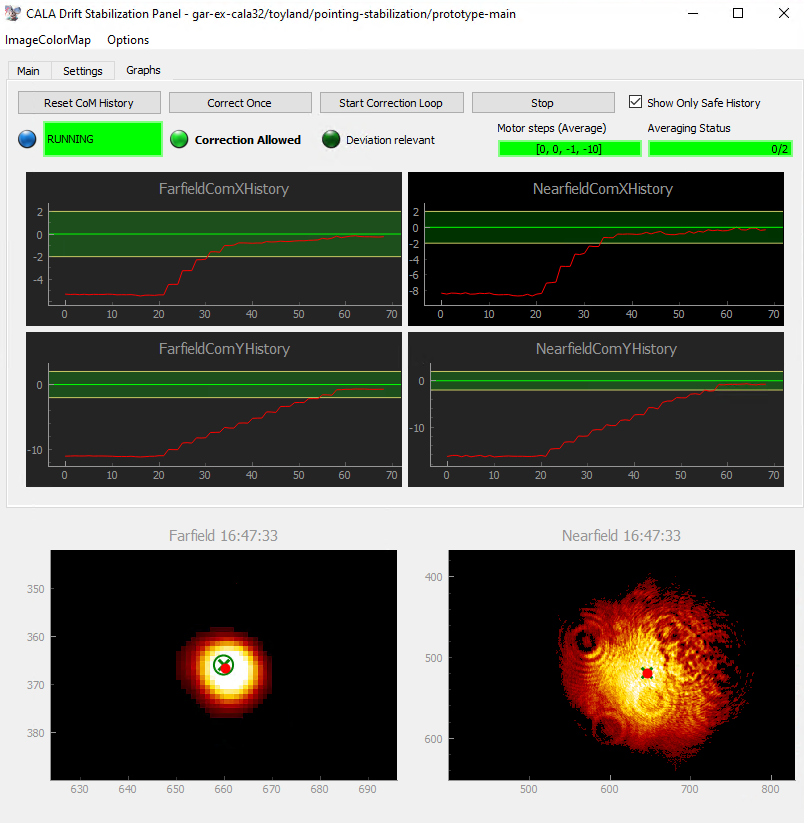 CALA Drift Stabilization Panel - gar-ex-cala32/toyland/pointing-stabilization/prototype-main
ImageColorMap Options
Main Settings Graphs
Reset CoM History Correct Once Start Correction Loop Stop Show Only Safe History
RUNNING Correction Allowed Deviation relevant
Motor steps (Average) Averaging Status
[0, 0, -1, -10] 0/2
FarfieldComXHistory
2
0
-2
-4
0 10 20 30 40 50 60 70
NearfieldComXHistory
2
0
-2
-4
-6
-8
0 10 20 30 40 50 60 70
FarfieldComYHistory
0
-10
0 10 20 30 40 50 60 70
NearfieldComYHistory
0
-10
0 10 20 30 40 50 60 70
Farfield 16:47:33
350
360
370
380
630 640 650 660 670 680 690
Nearfield 16:47:33
400
500
600
500 600 700 800